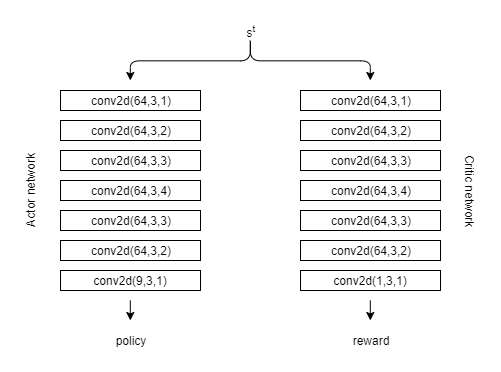 s^t
Actor network
conv2d(64,3,1)
conv2d(64,3,2)
conv2d(64,3,3)
conv2d(64,3,4)
conv2d(64,3,3)
conv2d(64,3,2)
conv2d(9,3,1)
policy
conv2d(64,3,1)
conv2d(64,3,2)
conv2d(64,3,3)
conv2d(64,3,4)
conv2d(64,3,3)
conv2d(64,3,2)
conv2d(1,3,1)
reward
Critic network